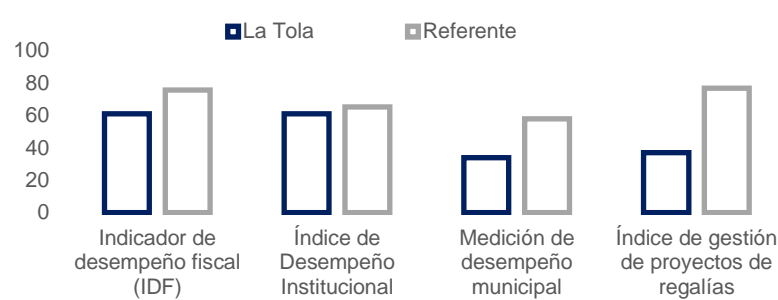 La Tola
Referente
100
80
60
40
20
0
Indicador de
desempeño fiscal
(IDF)
Índice de
Desempeño
Institucional
Medición de
desempeño
municipal
Índice de gestión
de proyectos de
regalías